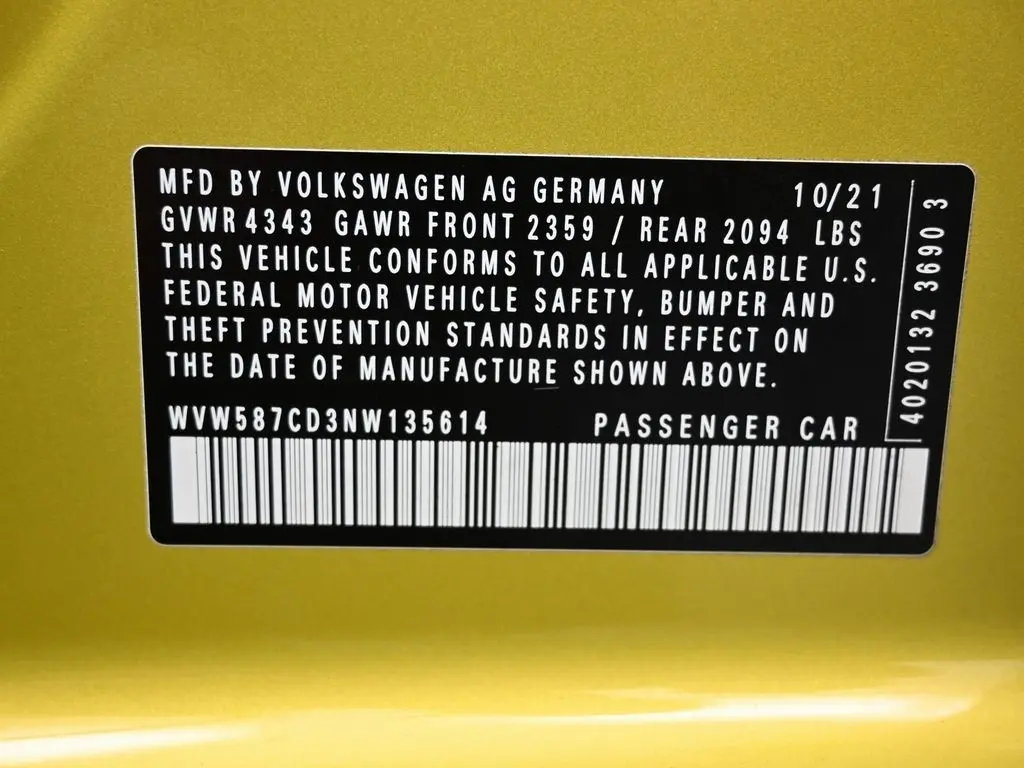 MFD BY VOLKSWAGEN AG GERMANY 10/21
GVWR 4343 GAWR FRONT 2359 / REAR 2094 LBS
THIS VEHICLE CONFORMS TO ALL APPLICABLE U.S.
FEDERAL MOTOR VEHICLE SAFETY, BUMPER AND
THEFT PREVENTION STANDARDS IN EFFECT ON
THE DATE OF MANUFACTURE SHOWN ABOVE.
WVW587CD3NW135614 PASSENGER CAR
4020132 3690 3